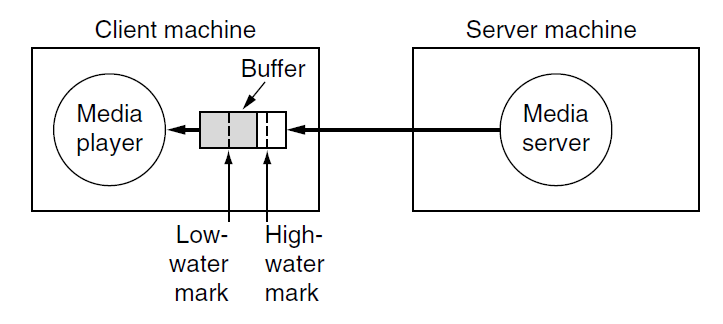 Client machine
Server machine
Buffer
Media
player
Media
server
Low-
water
mark
High-
water
mark